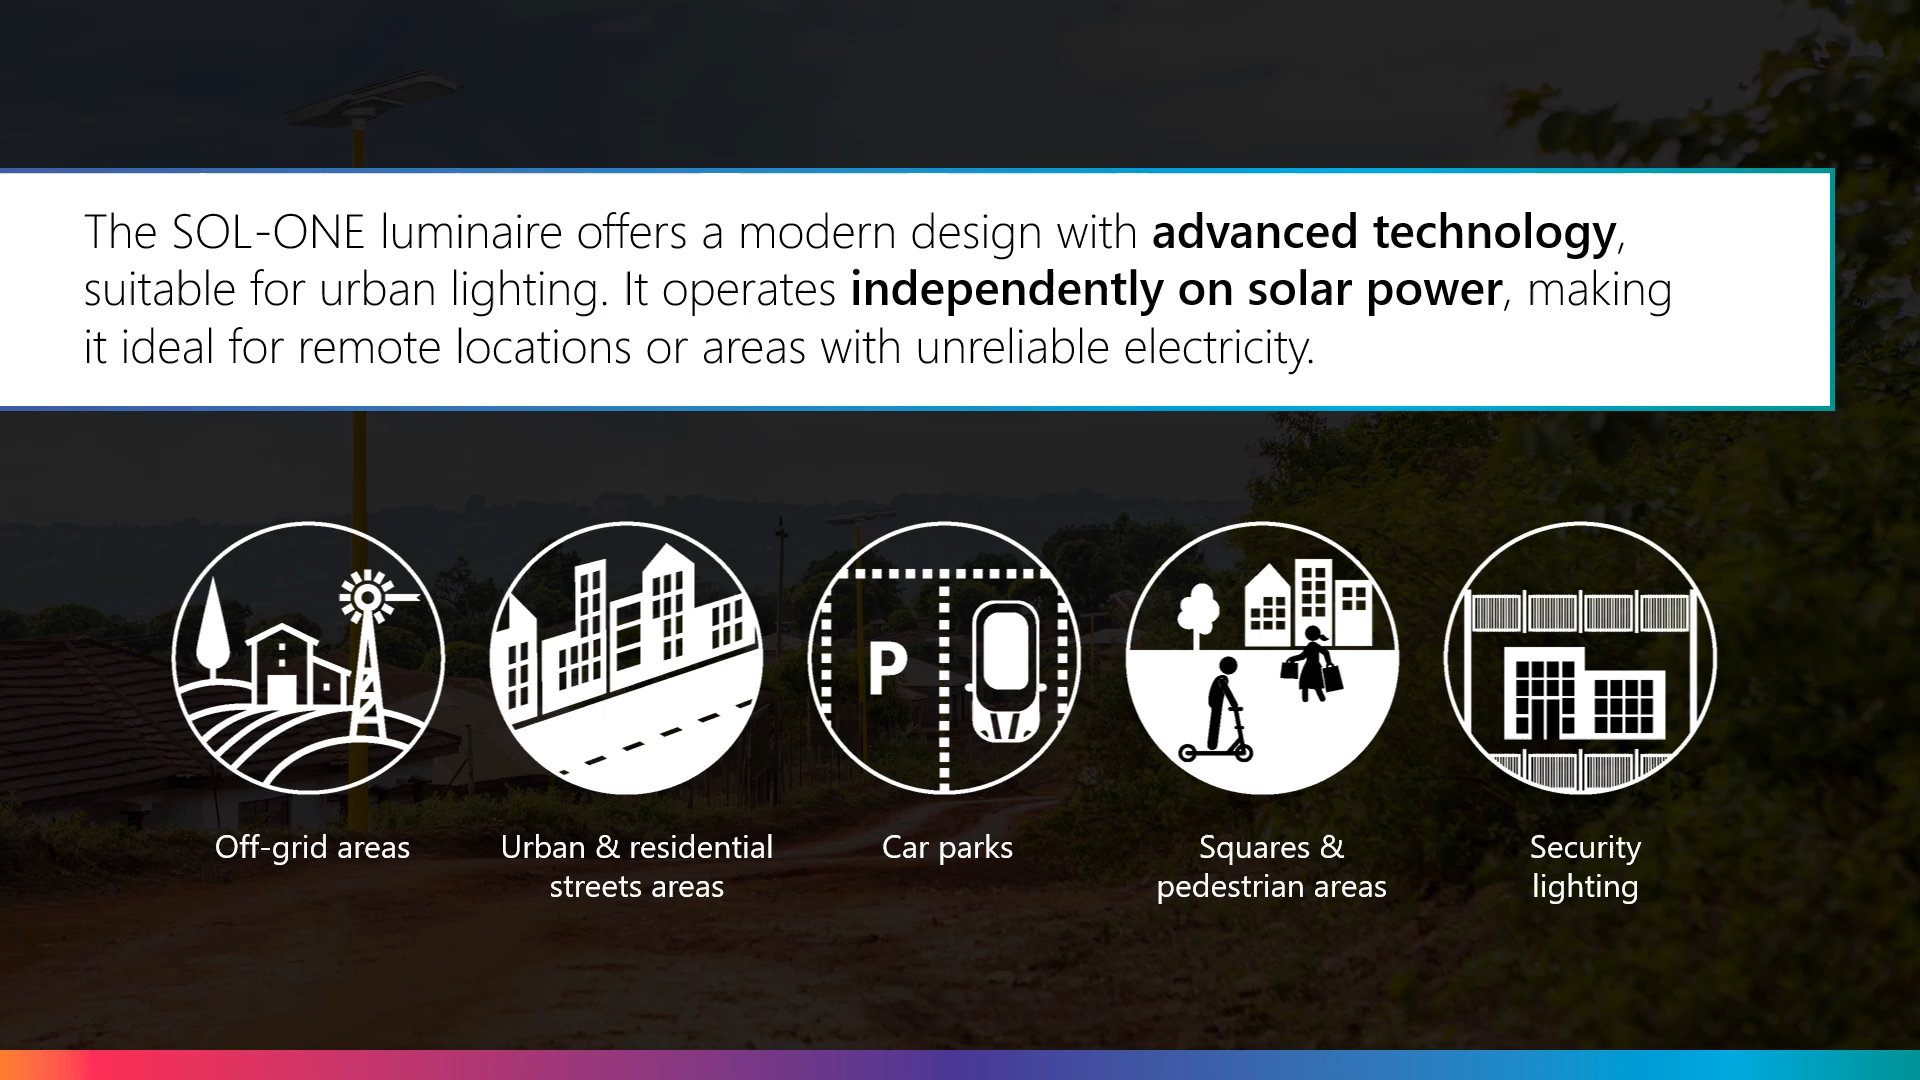 The SOL-ONE luminaire offers a modern design with advanced technology,
suitable for urban lighting. It operates independently on solar power, making
it ideal for remote locations or areas with unreliable electricity.
P
Off-grid areas
Urban & residential
streets areas
Car parks
Squares &
pedestrian areas
Security
lighting